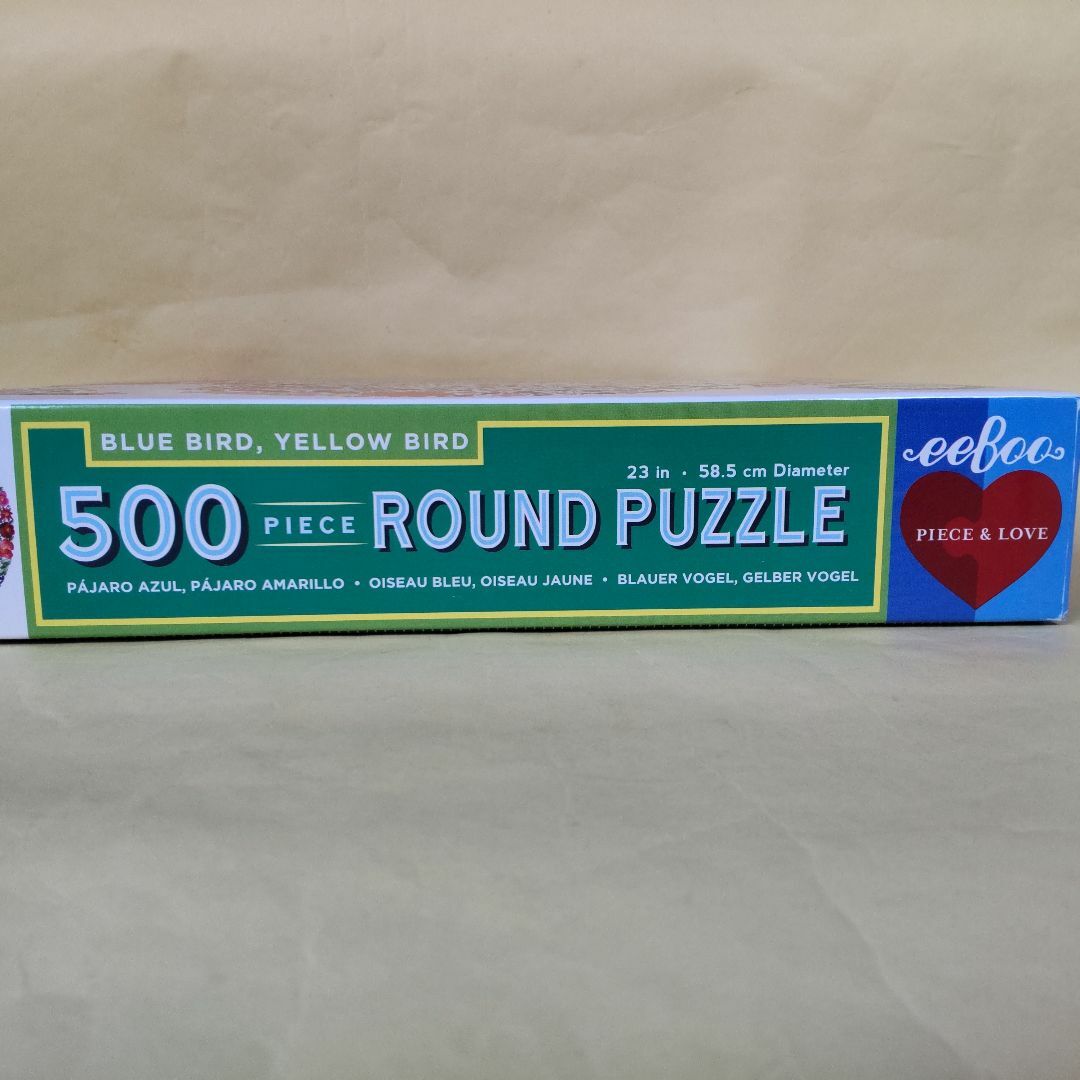 BLUE BIRD, YELLOW BIRD
23 in • 58.5 cm Diameter
500 PIECE ROUND PUZZLE
PÁJARO AZUL, PÁJARO AMARILLO • OISEAU BLEU, OISEAU JAUNE • BLAUER VOGEL, GELBER VOGEL
eeboo
PIECE & LOVE